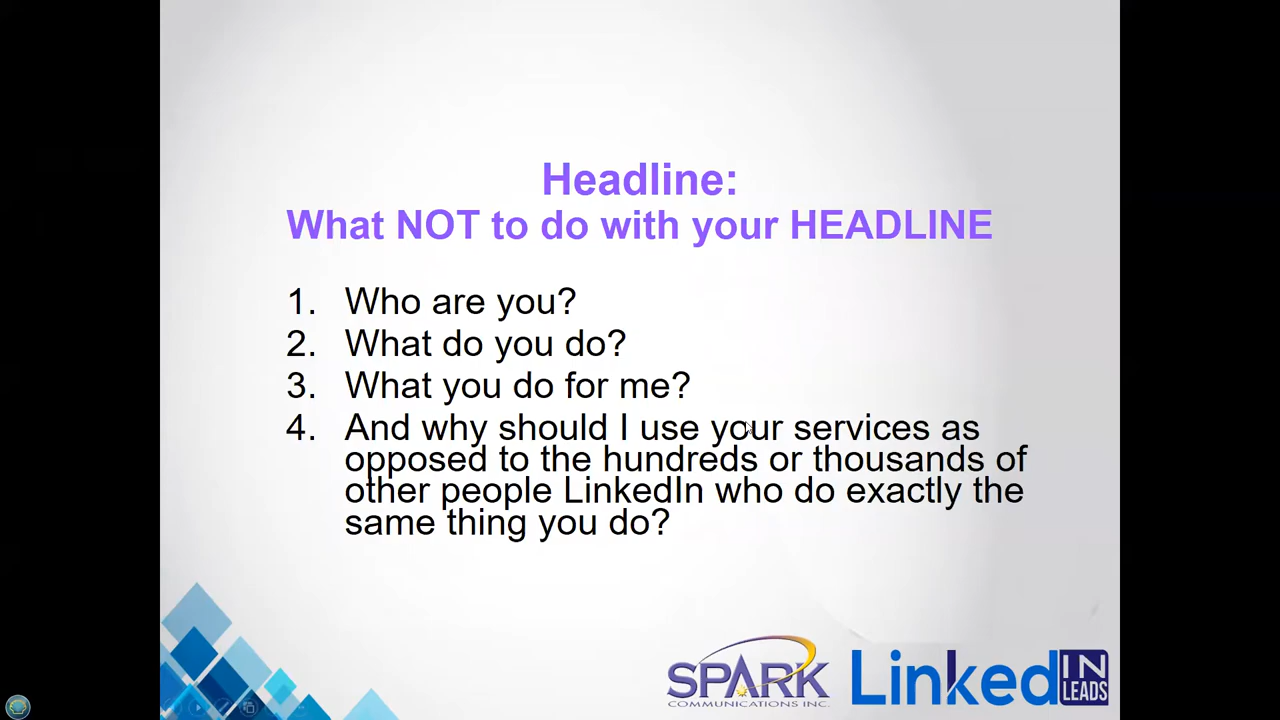 Headline:
What NOT to do with your HEADLINE
1. Who are you?
2. What do you do?
3. What you do for me?
4. And why should I use your services as
opposed to the hundreds or thousands of
other people LinkedIn who do exactly the
same thing you do?
SPARK
COMMUNICATIONS INC.
Linked IN
LEADS